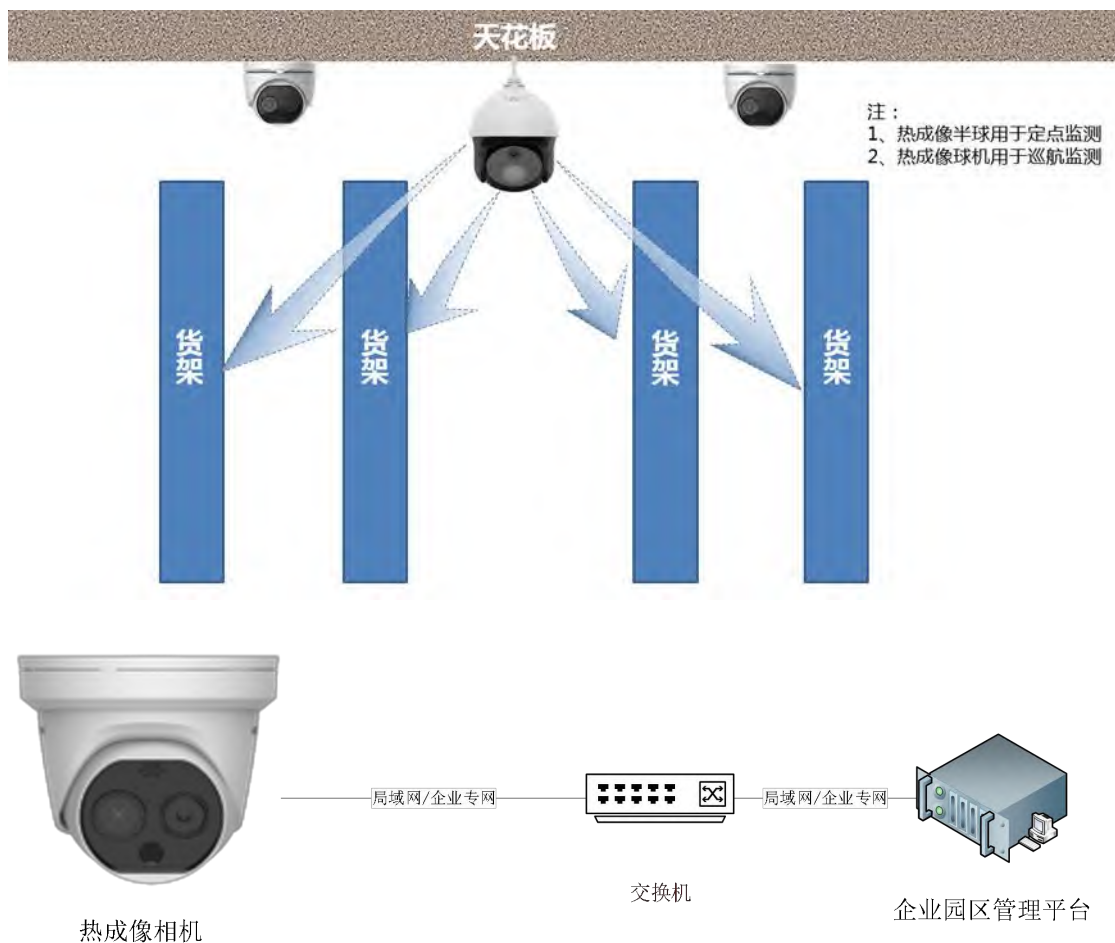 天花板
注：
1、热成像半球用于定点监测
2、热成像球机用于巡航监测
货架
货架
货架
货架
局域网/企业专网
局域网/企业专网
交换机
企业园区管理平台
热成像相机